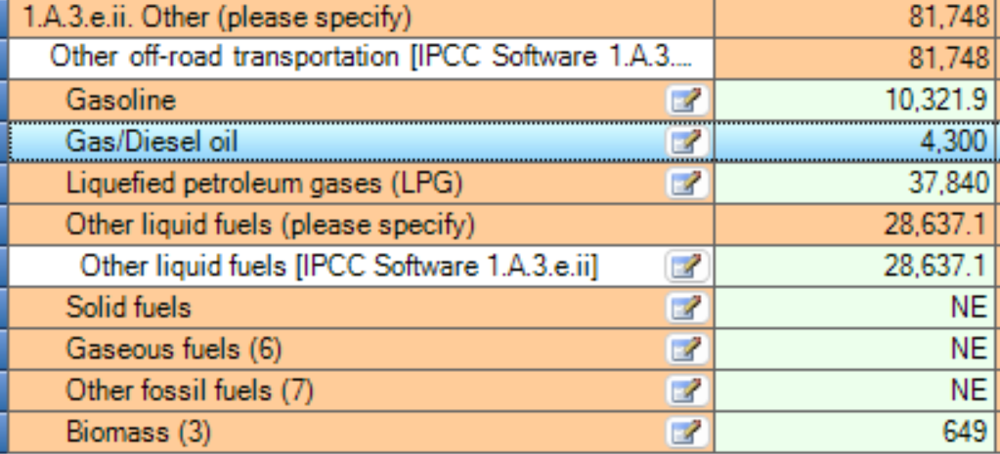 1.A.3.e.ii. Other (please specify) 81,748
Other off-road transportation [IPCC Software 1.A.3.... 81,748
Gasoline 10,321.9
Gas/Diesel oil 4,300
Liquefied petroleum gases (LPG) 37,840
Other liquid fuels (please specify) 28,637.1
Other liquid fuels [IPCC Software 1.A.3.e.ii] 28,637.1
Solid fuels NE
Gaseous fuels (6) NE
Other fossil fuels (7) NE
Biomass (3) 649